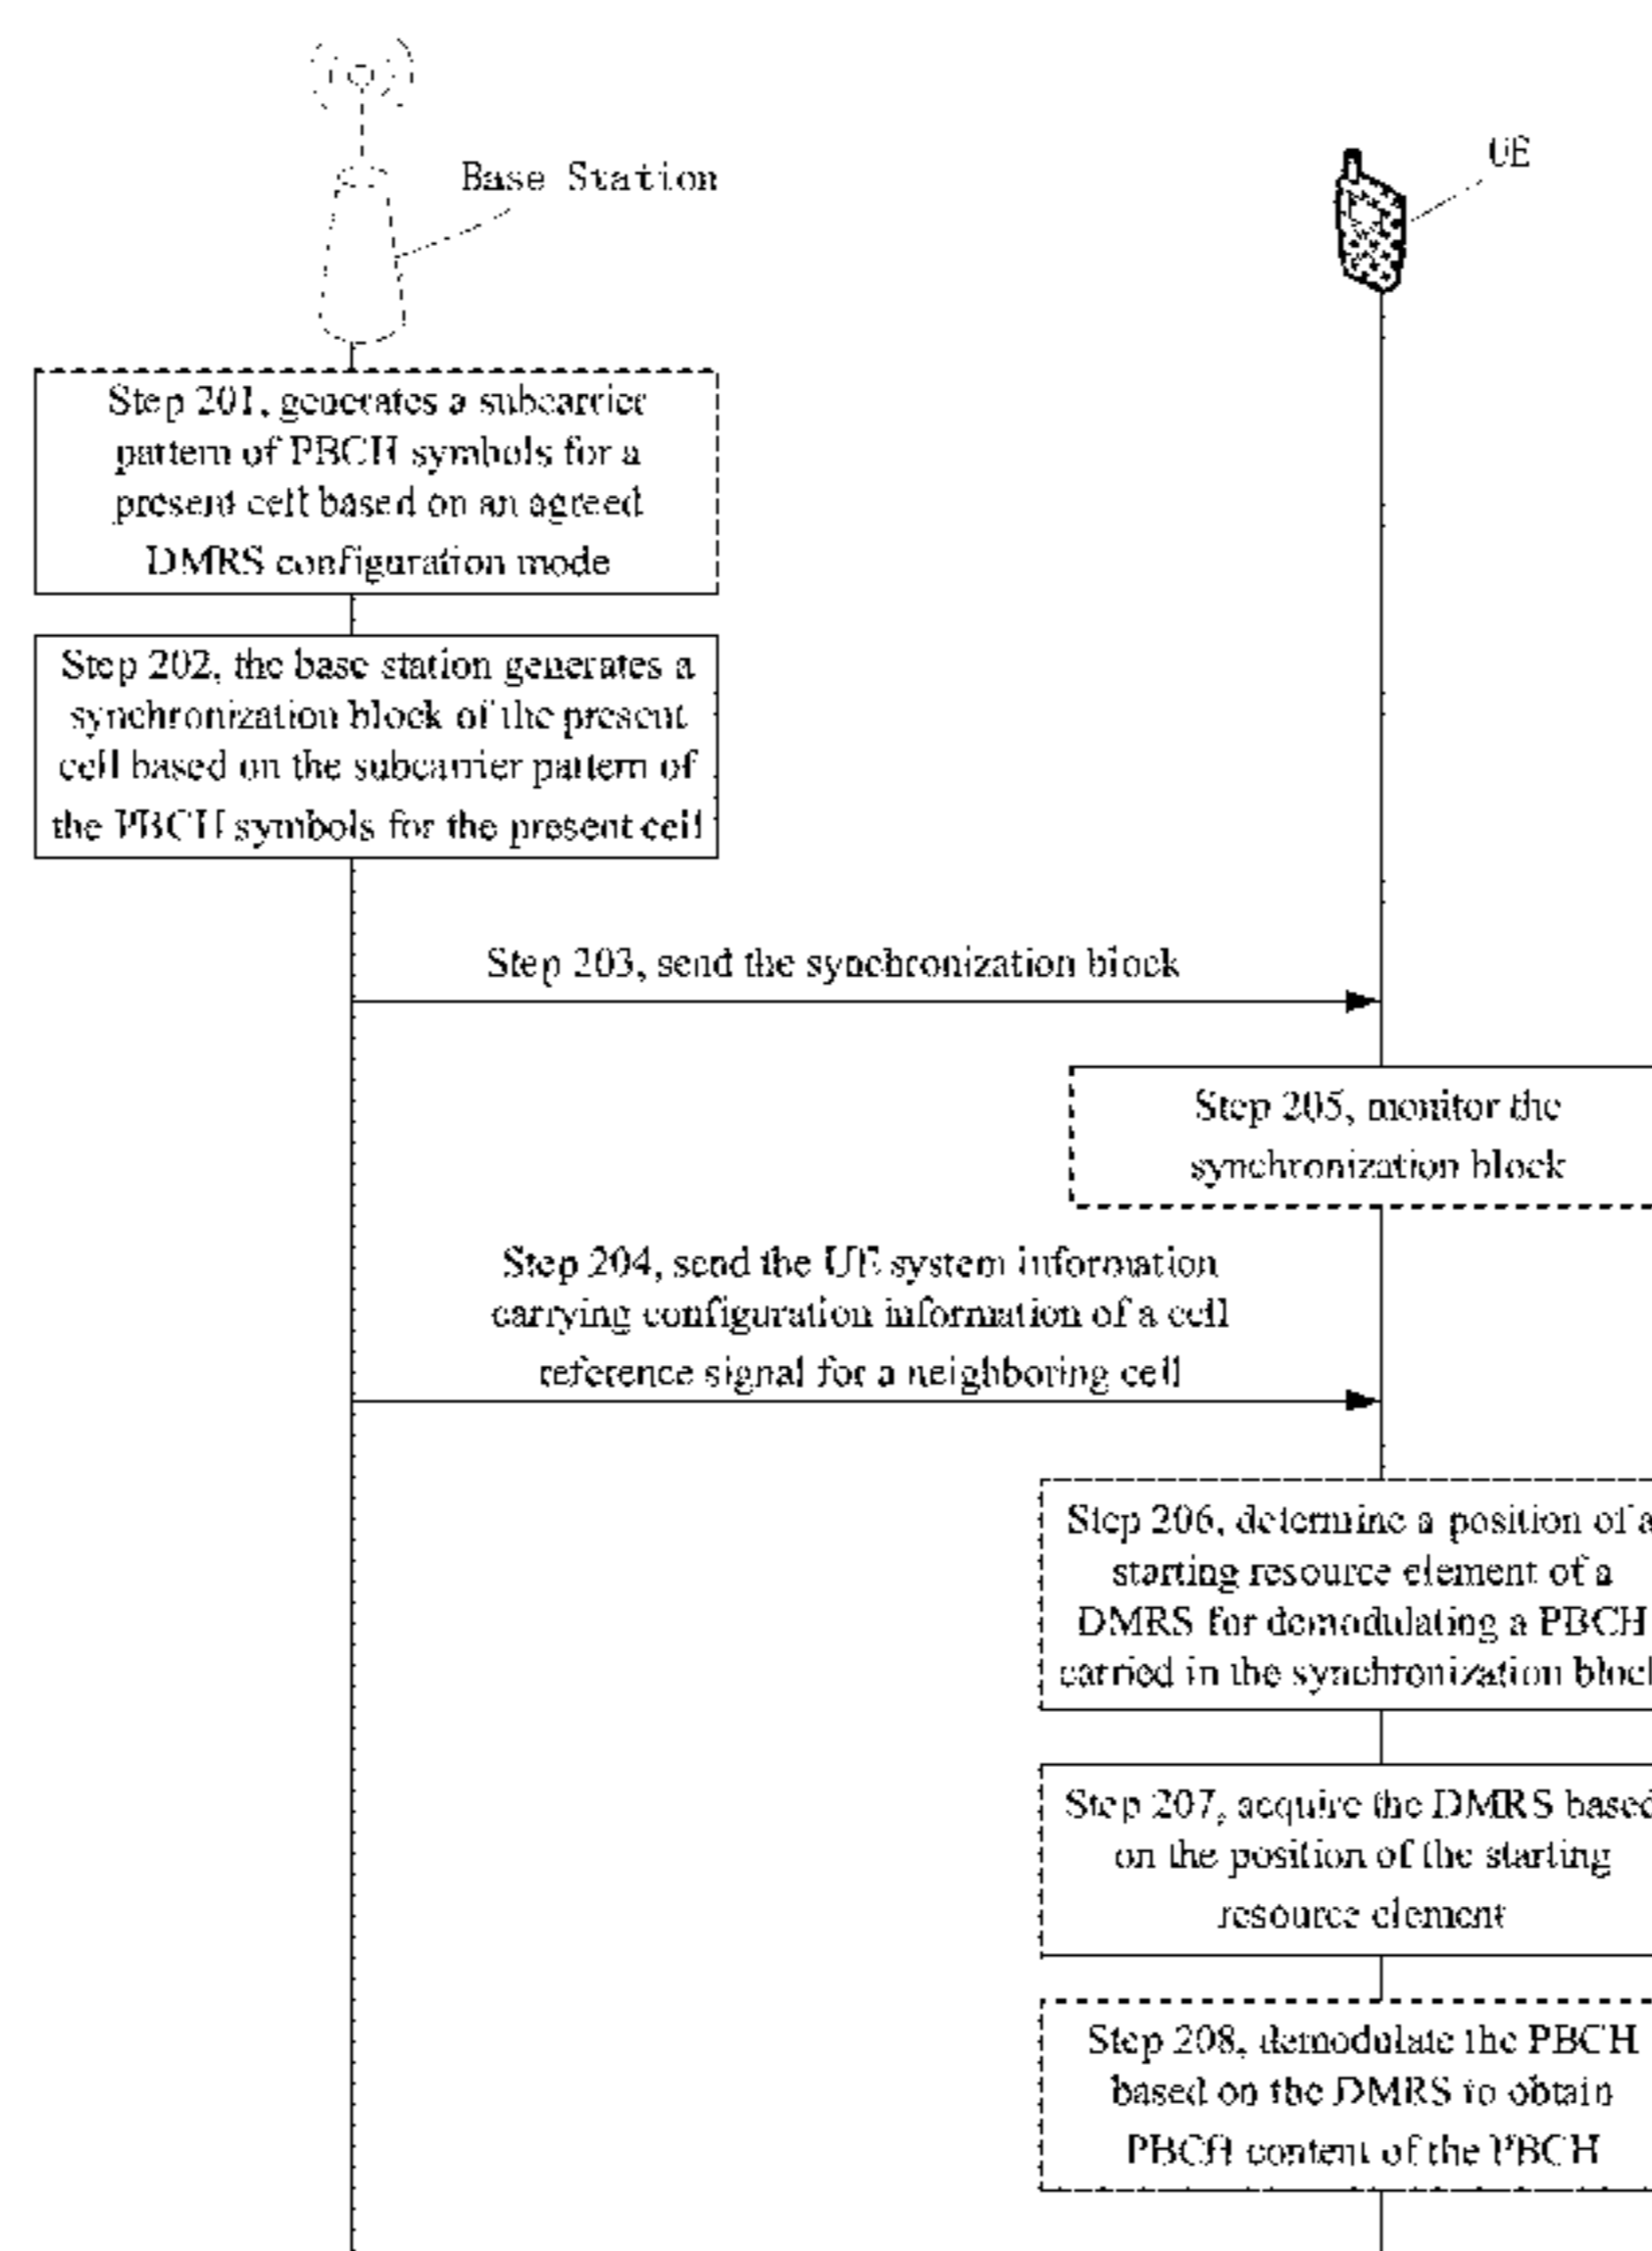 Base Station
UE
Step 201, generates a subcarrier
pattern of PBCH symbols for a
present cell based on an agreed
DMRS configuration mode
Step 202, the base station generates a
synchronization block of the present
cell based on the subcarrier pattern of
the PBCH symbols for the present cell
Step 203, send the synchronization block
Step 205, monitor the
synchronization block
Step 204, send the UE system information
carrying configuration information of a cell
reference signal for a neighboring cell
Step 206, determine a position of a
starting resource element of a
DMRS for demodulating a PBCH
carried in the synchronization block
Step 207, acquire the DMRS based
on the position of the starting
resource element
Step 208, demodulate the PBCH
based on the DMRS to obtain
PBCH content of the PBCH